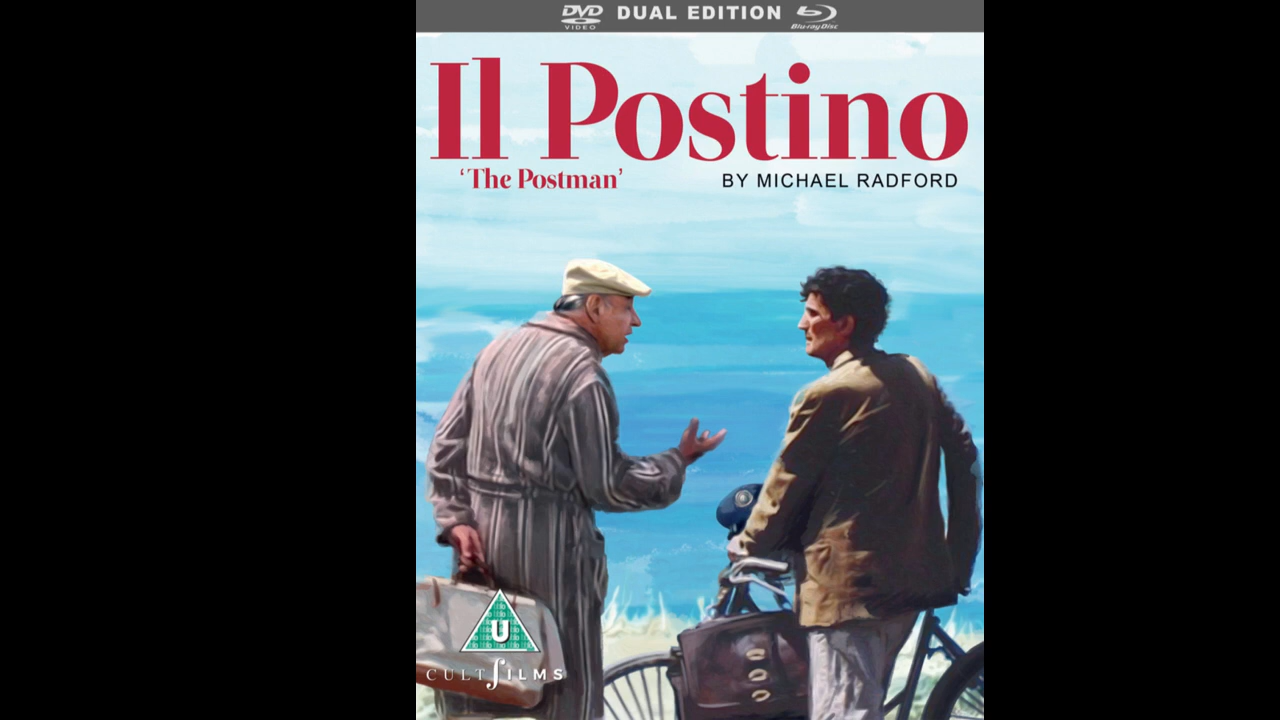 DVD VIDEO DUAL EDITION Blu-ray Disc
Il Postino
‘The Postman’ BY MICHAEL RADFORD
U
CULT FILMS